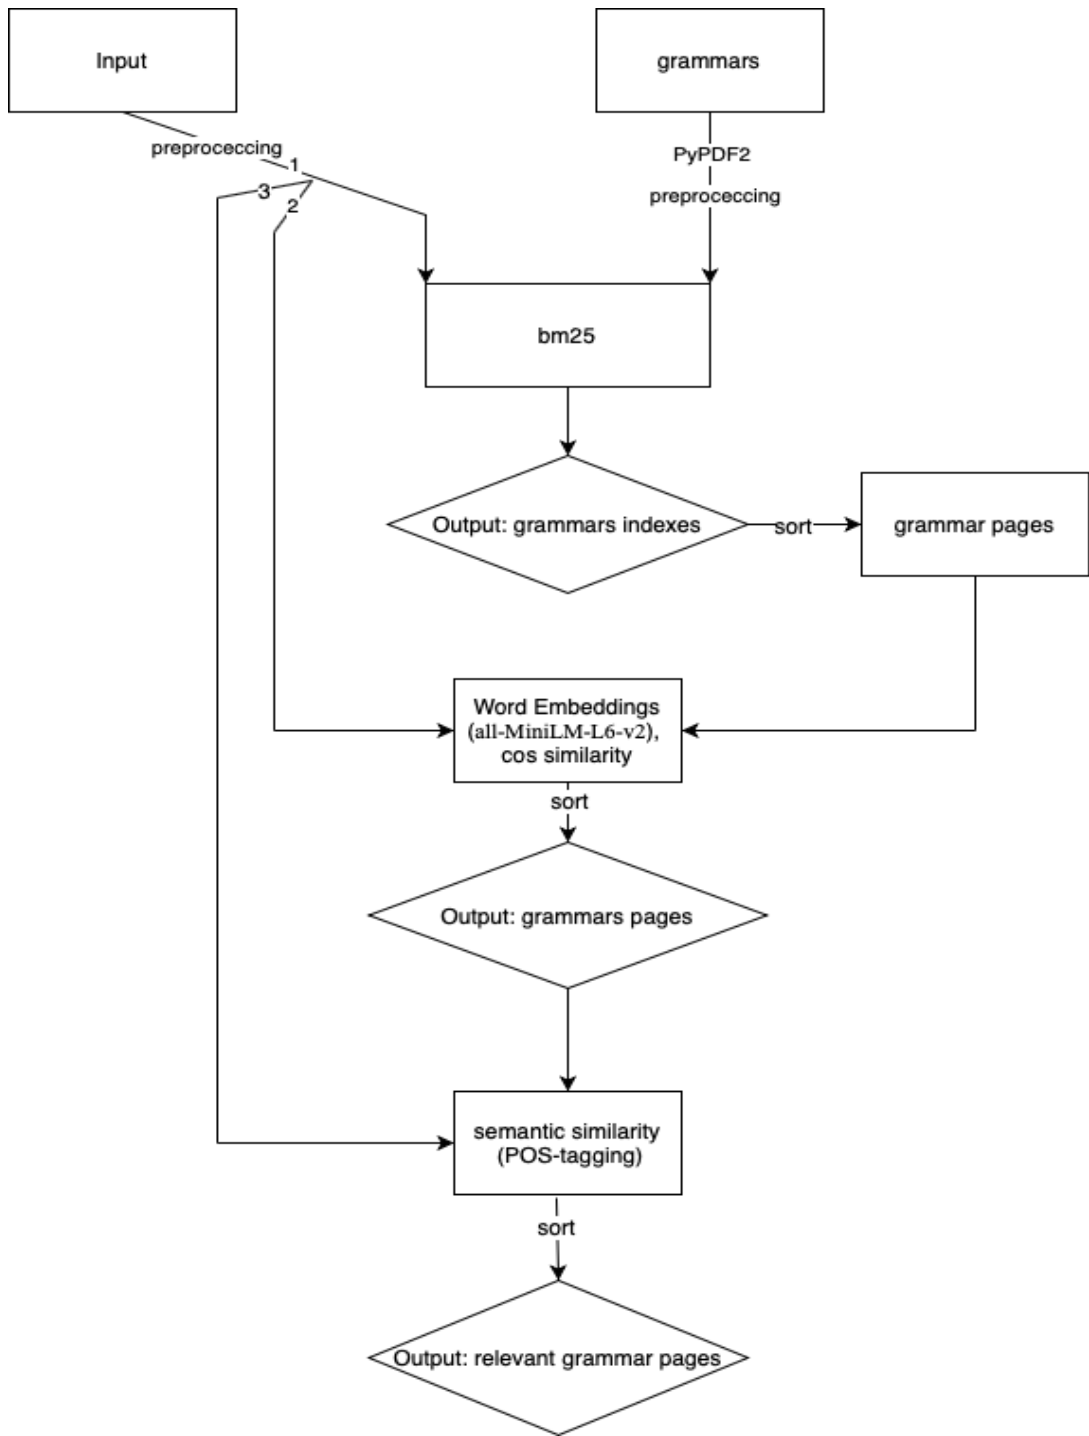 Input
grammars
preproceccing
PyPDF2
1
3
2
preproceccing
bm25
Output: grammars indexes
sort
grammar pages
Word Embeddings
(all-MiniLM-L6-v2),
cos similarity
sort
Output: grammars pages
semantic similarity
(POS-tagging)
sort
Output: relevant grammar pages